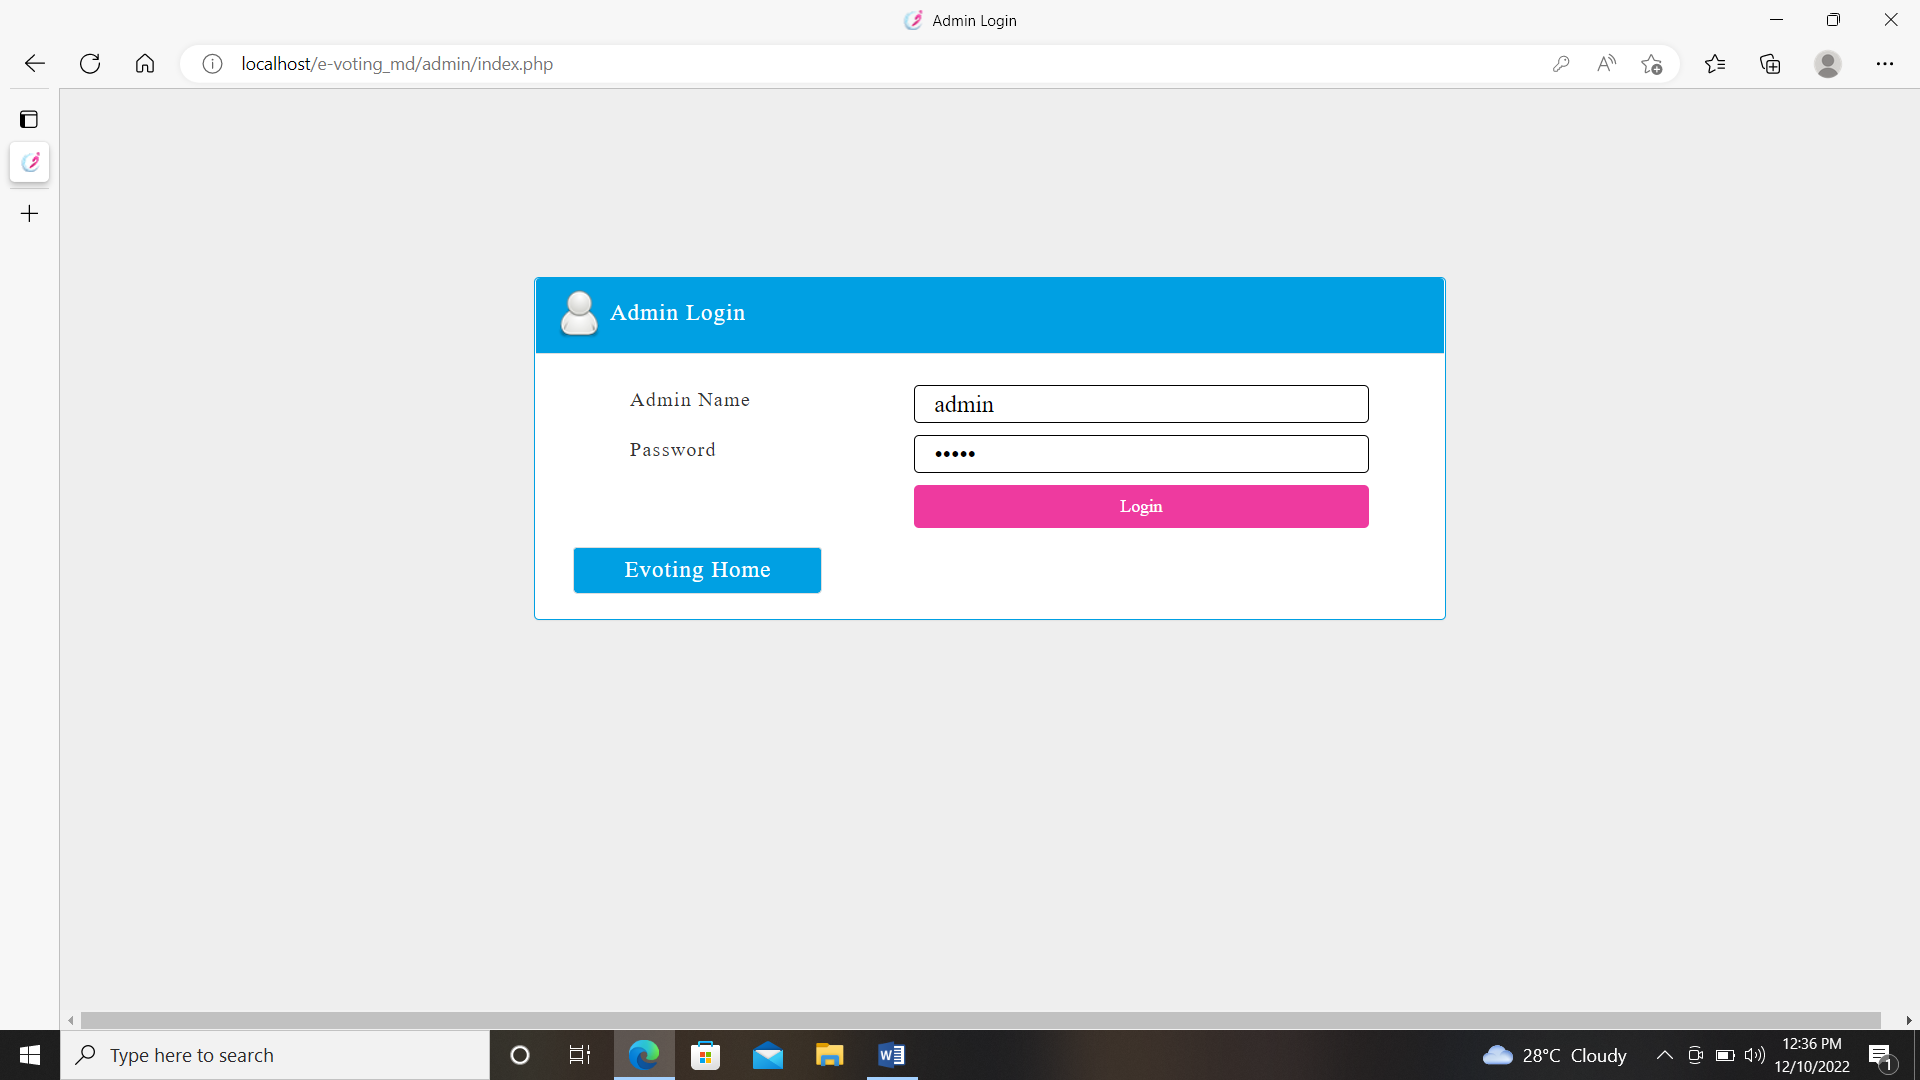 Admin Login
localhost/e-voting_md/admin/index.php
Admin Login
Admin Name
admin
Password
•••••
Login
Evoting Home
Type here to search
28°C Cloudy
12:36 PM
12/10/2022
1